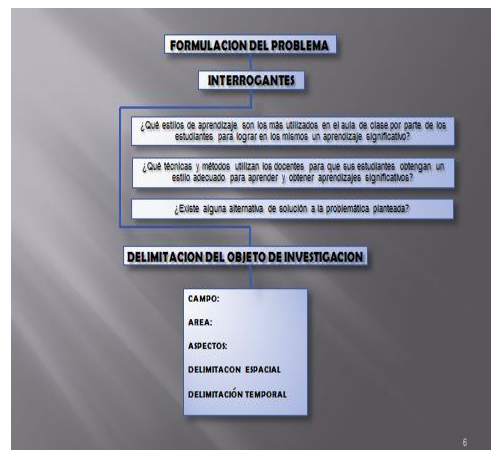 FORMULACION DEL PROBLEMA
INTERROGANTES
¿Qué estilos de aprendizaje son los más utilizados en el aula de clase por parte de los
estudiantes para lograr en los mismos un aprendizaje significativo?
¿Qué técnicas y métodos utilizan los docentes para que sus estudiantes obtengan un
estilo adecuado para aprender y obtener aprendizajes significativos?
¿Existe alguna alternativa de solución a la problemática planteada?
DELIMITACION DEL OBJETO DE INVESTIGACION
CAMPO:
AREA:
ASPECTOS:
DELIMITACON ESPACIAL
DELIMITACIÓN TEMPORAL
6